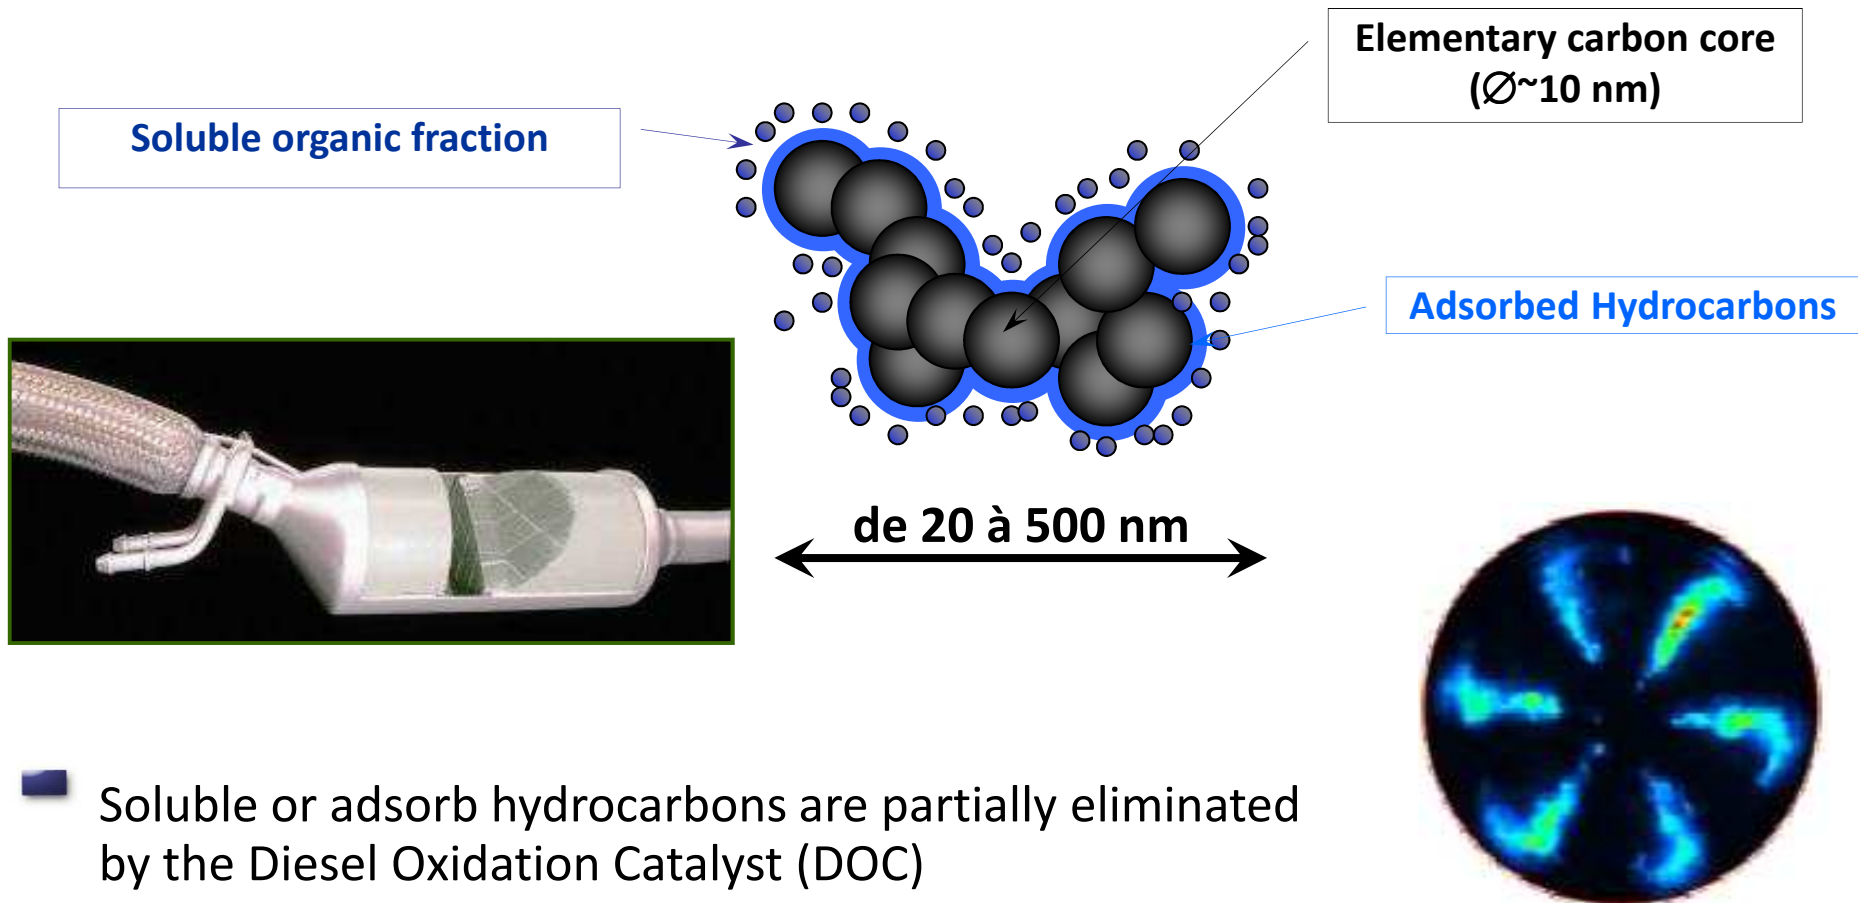 Elementary carbon core
(∅~10 nm)
Soluble organic fraction
Adsorbed Hydrocarbons
de 20 à 500 nm
Soluble or adsorb hydrocarbons are partially eliminated
by the Diesel Oxidation Catalyst (DOC)